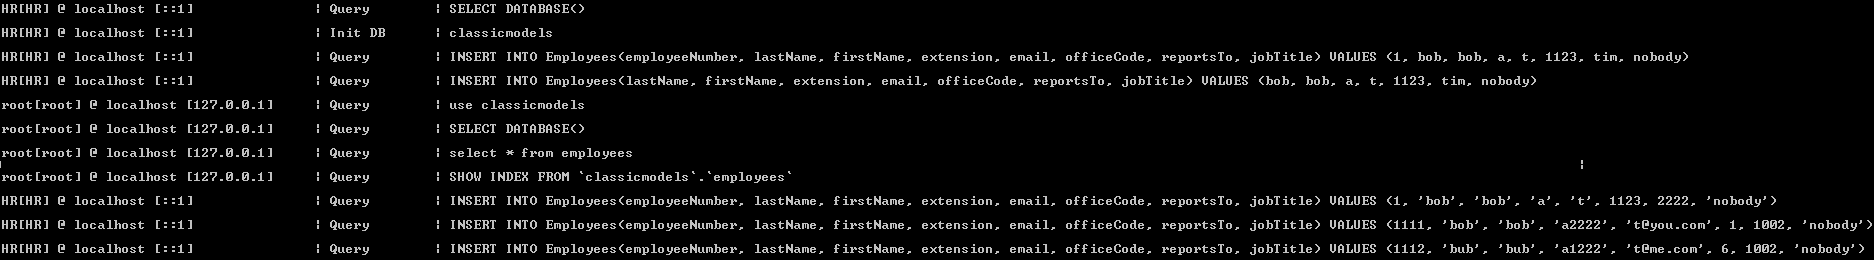 HR[HR] @ localhost [::1] | Query | SELECT DATABASE()
HR[HR] @ localhost [::1] | Init DB | classicmodels
HR[HR] @ localhost [::1] | Query | INSERT INTO Employees(employeeNumber, lastName, firstName, extension, email, officeCode, reportsTo, jobTitle) VALUES (1, bob, bob, a, t, 1123, tim, nobody)
HR[HR] @ localhost [::1] | Query | INSERT INTO Employees(lastName, firstName, extension, email, officeCode, reportsTo, jobTitle) VALUES (bob, bob, a, t, 1123, tim, nobody)
root[root] @ localhost [127.0.0.1] | Query | use classicmodels
root[root] @ localhost [127.0.0.1] | Query | SELECT DATABASE()
root[root] @ localhost [127.0.0.1] | Query | select * from employees
root[root] @ localhost [127.0.0.1] | Query | SHOW INDEX FROM `classicmodels`.`employees`
HR[HR] @ localhost [::1] | Query | INSERT INTO Employees(employeeNumber, lastName, firstName, extension, email, officeCode, reportsTo, jobTitle) VALUES (1, 'bob', 'bob', 'a', 't', 1123, 2222, 'nobody')
HR[HR] @ localhost [::1] | Query | INSERT INTO Employees(employeeNumber, lastName, firstName, extension, email, officeCode, reportsTo, jobTitle) VALUES (1111, 'bob', 'bob', 'a2222', 't@you.com', 1, 1002, 'nobody')
HR[HR] @ localhost [::1] | Query | INSERT INTO Employees(employeeNumber, lastName, firstName, extension, email, officeCode, reportsTo, jobTitle) VALUES (1112, 'bub', 'bub', 'a1222', 't@me.com', 6, 1002, 'nobody')